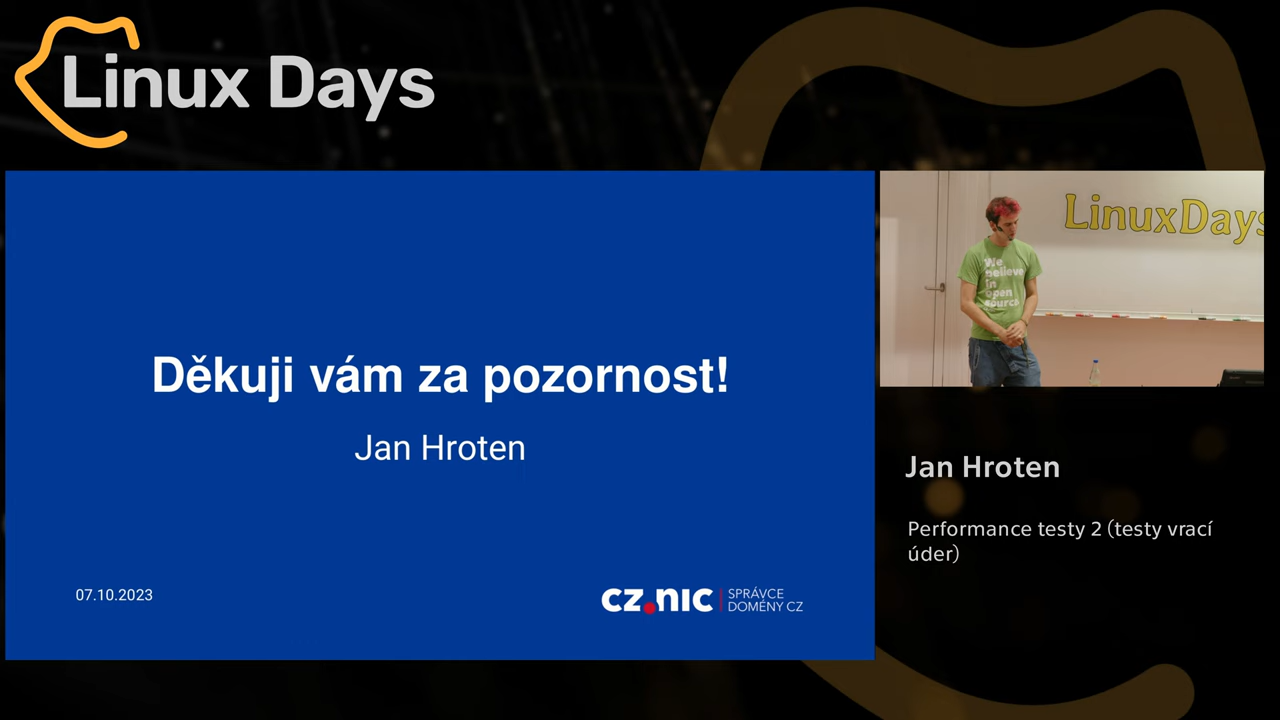 Linux Days
Děkuji vám za pozornost!
Jan Hroten
07.10.2023
CZ.NIC
SPRÁVCE
DOMÉNY CZ
LinuxDays
We
believe
in
open
source
Jan Hroten
Performance testy 2 (testy vrací
úder)